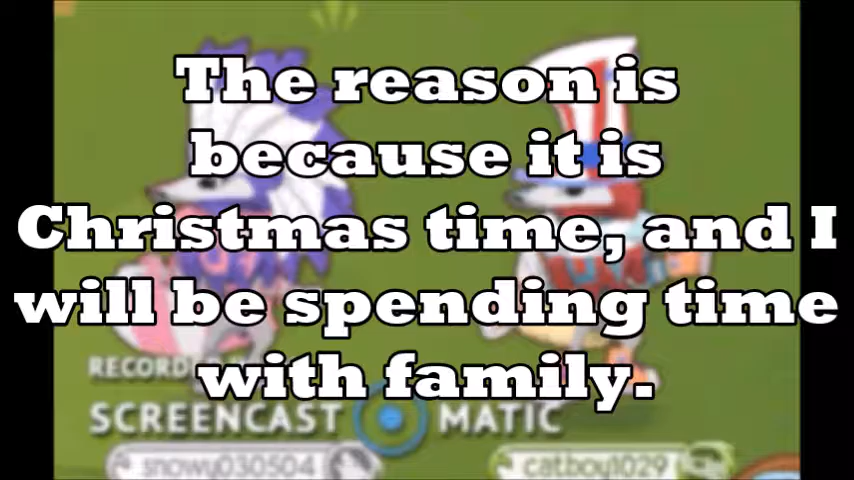 The reason is
because it is
Christmas time, and I
will be spending time
with family.
RECORDED
SCREENCAST MATIC
snowy030504
catboy1029